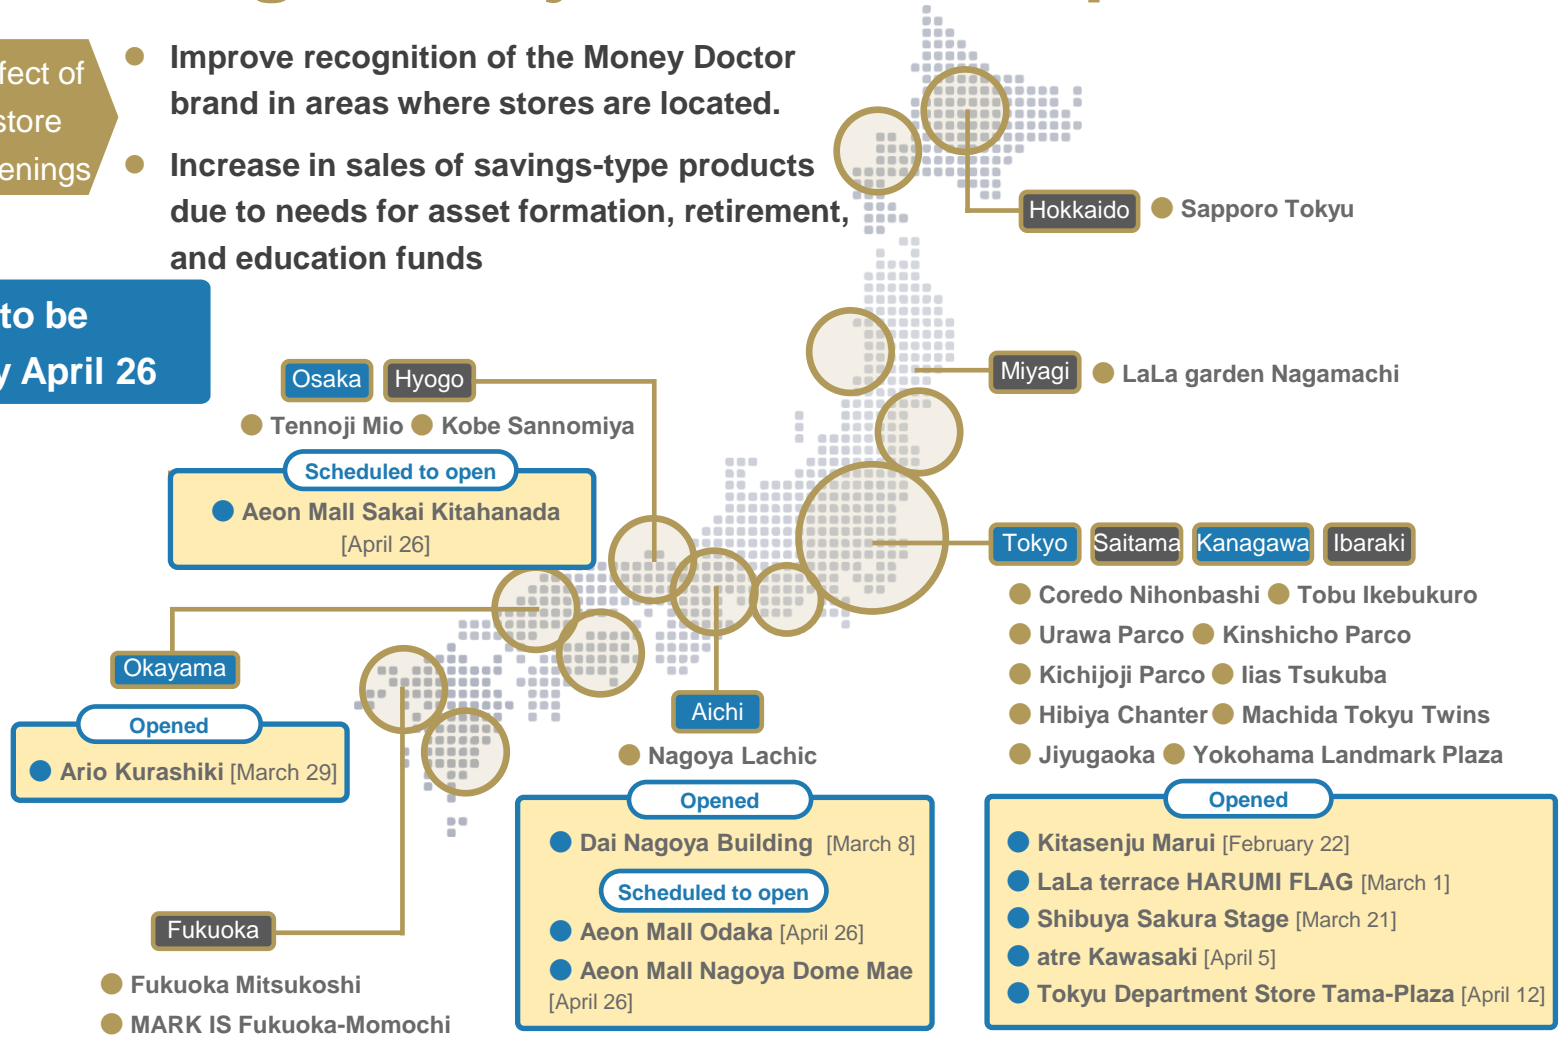 fect of
store
enings
Improve recognition of the Money Doctor
brand in areas where stores are located.
Increase in sales of savings-type products
due to needs for asset formation, retirement,
and education funds
to be
April 26
Hokkaido
Sapporo Tokyu
Miyagi
LaLa garden Nagamachi
Osaka Hyogo
Tennoji Mio Kobe Sannomiya
Scheduled to open
Aeon Mall Sakai Kitahanada
[April 26]
Tokyo Saitama Kanagawa Ibaraki
Coredo Nihonbashi Tobu Ikebukuro
Urawa Parco Kinshicho Parco
Kichijoji Parco lias Tsukuba
Hibiya Chanter Machida Tokyu Twins
Jiyugaoka Yokohama Landmark Plaza
Opened
Kitasenju Marui [February 22]
LaLa terrace HARUMI FLAG [March 1]
Shibuya Sakura Stage [March 21]
atre Kawasaki [April 5]
Tokyu Department Store Tama-Plaza [April 12]
Okayama
Opened
Ario Kurashiki [March 29]
Aichi
Nagoya Lachic
Opened
Dai Nagoya Building [March 8]
Scheduled to open
Aeon Mall Odaka [April 26]
Aeon Mall Nagoya Dome Mae
[April 26]
Fukuoka
Fukuoka Mitsukoshi
MARK IS Fukuoka-Momochi